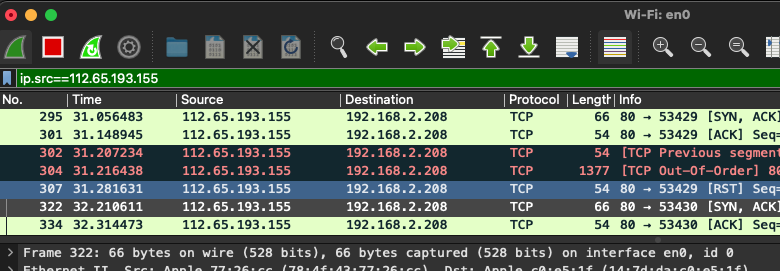 Wi-Fi: en0
ip.src==112.65.193.155
No. Time Source Destination Protocol Length Info
295 31.056483 112.65.193.155 192.168.2.208 TCP 66 80 → 53429 [SYN, ACK]
301 31.148945 112.65.193.155 192.168.2.208 TCP 54 80 → 53429 [ACK] Seq=
302 31.207234 112.65.193.155 192.168.2.208 TCP 54 [TCP Previous segmen
304 31.216438 112.65.193.155 192.168.2.208 TCP 1377 [TCP Out-Of-Order] 80
307 31.281631 112.65.193.155 192.168.2.208 TCP 54 80 → 53429 [RST] Seq=
322 32.210611 112.65.193.155 192.168.2.208 TCP 66 80 → 53430 [SYN, ACK]
334 32.314473 112.65.193.155 192.168.2.208 TCP 54 80 → 53430 [ACK] Seq=
Frame 322: 66 bytes on wire (528 bits), 66 bytes captured (528 bits) on interface en0, id 0
Ethernet II, Src: Apple_77:26:cc (78:4f:43:77:26:cc), Dst: Apple_c0:e5:1f (14:7d:da:c0:e5:1f)